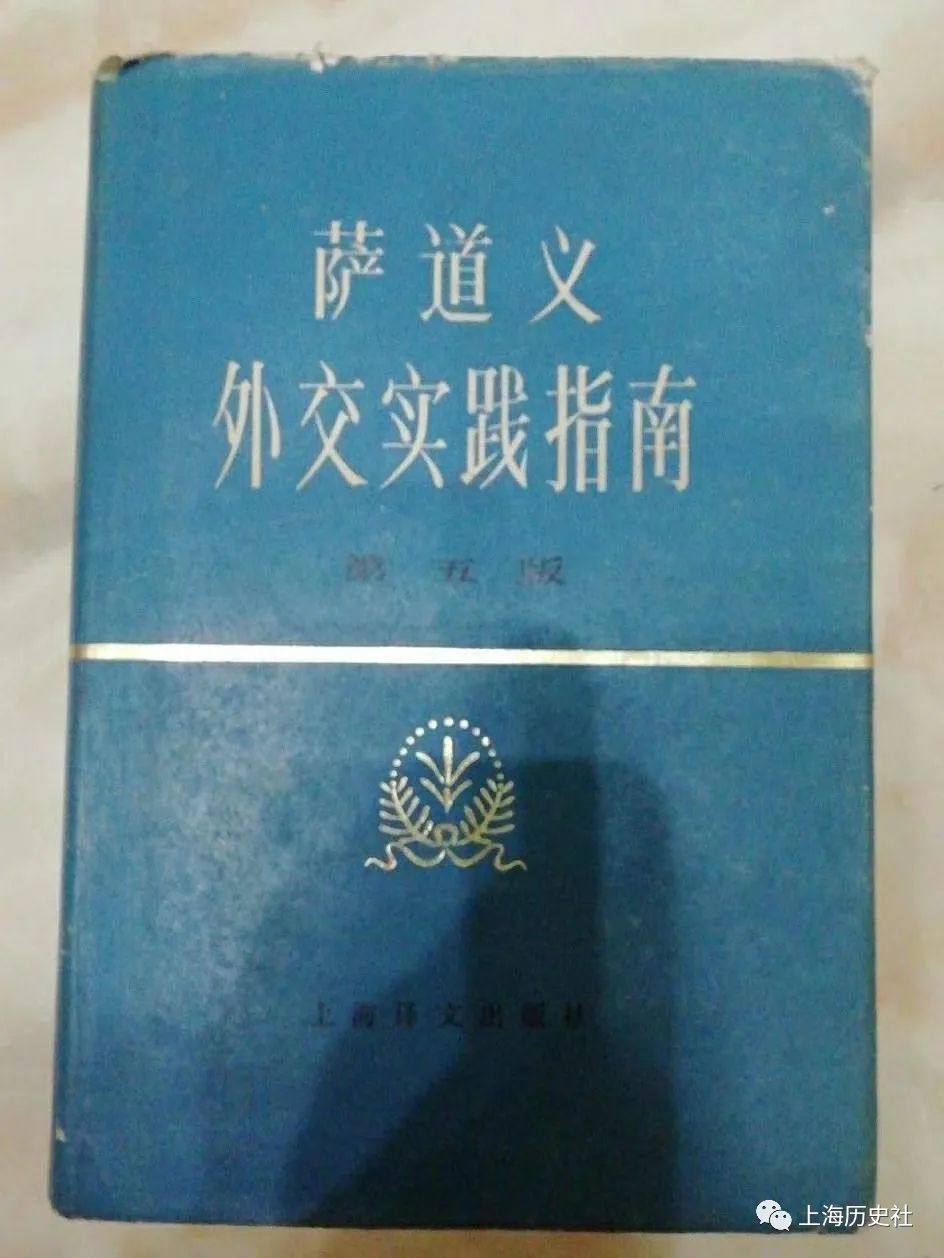 萨道义
外交实践指南
第五版
上海译文出版社
上海历史社